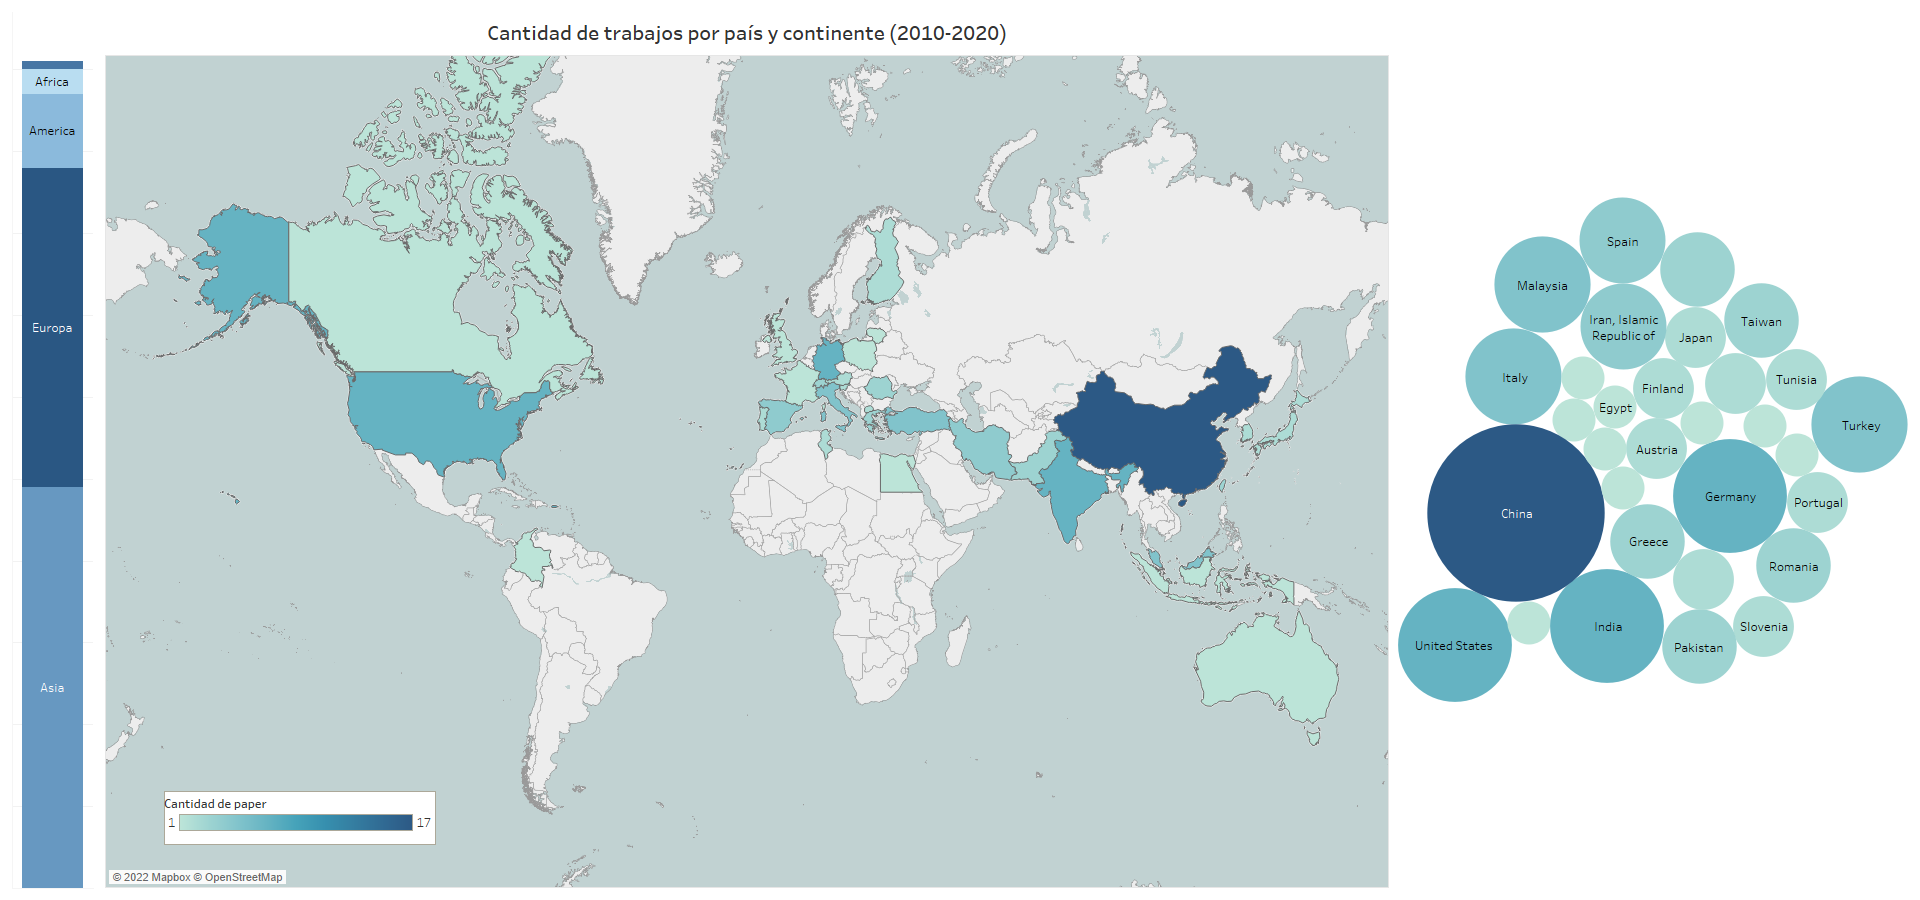 Cantidad de trabajos por país y continente (2010-2020)
Africa
America
Europa
Asia
Cantidad de paper
1
17
© 2022 Mapbox © OpenStreetMap
Spain
Malaysia
Iran, Islamic
Republic of
Taiwan
Japan
Italy
Finland
Tunisia
Egypt
Turkey
Austria
Germany
Portugal
China
Greece
Romania
India
Slovenia
United States
Pakistan